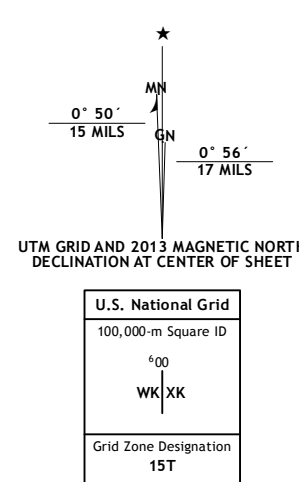 ★
MN
0° 50´
15 MILS
GN
0° 56´
17 MILS
UTM GRID AND 2013 MAGNETIC NORTH
DECLINATION AT CENTER OF SHEET
U.S. National Grid
100,000-m Square ID
⁶00
WK XK
Grid Zone Designation
15T